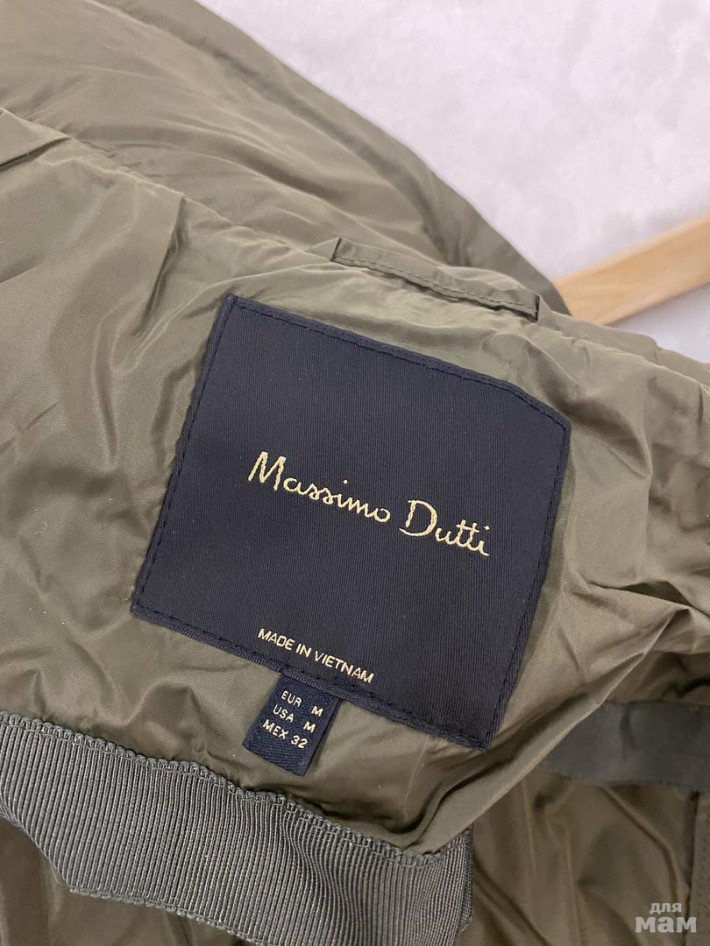 Massimo Dutti
MADE IN VIETNAM
EUR M
USA M
MEX 32
для
мам